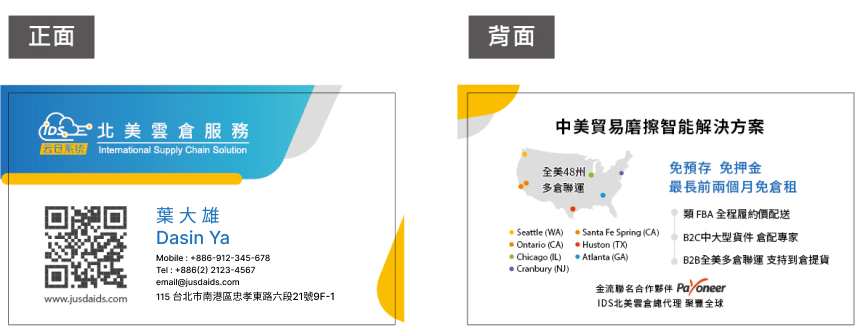 正面
IDS
云仓系统
北美雲倉服務
International Supply Chain Solution
葉大雄
Dasin Ya
Mobile : +886-912-345-678
Tel : +886(2) 2123-4567
email@jusdaids.com
115 台北市南港區忠孝東路六段21號9F-1
www.jusdaids.com
背面
中美貿易磨擦智能解決方案
全美48州
多倉聯運
Seattle (WA)
Santa Fe Spring (CA)
Ontario (CA)
Huston (TX)
Chicago (IL)
Atlanta (GA)
Cranbury (NJ)
免預存 免押金
最長前兩個月免倉租
類 FBA 全程履約價配送
B2C中大型貨件 倉配專家
B2B全美多倉聯運 支持到倉提貨
金流聯名合作夥伴 Payoneer
IDS北美雲倉總代理 聚豐全球